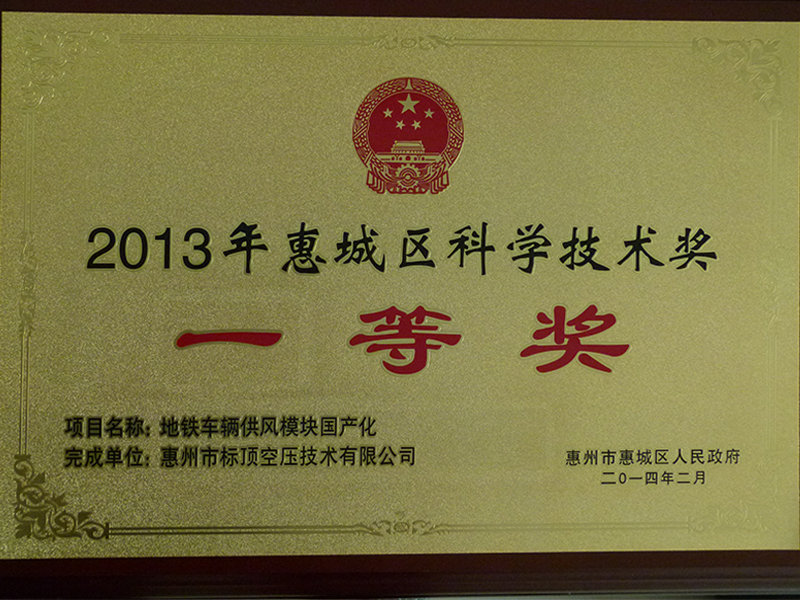 2013年惠城区科学技术奖
一等奖
项目名称：地铁车辆供风模块国产化
完成单位：惠州市标顶空压技术有限公司
惠州市惠城区人民政府
二〇一四年二月